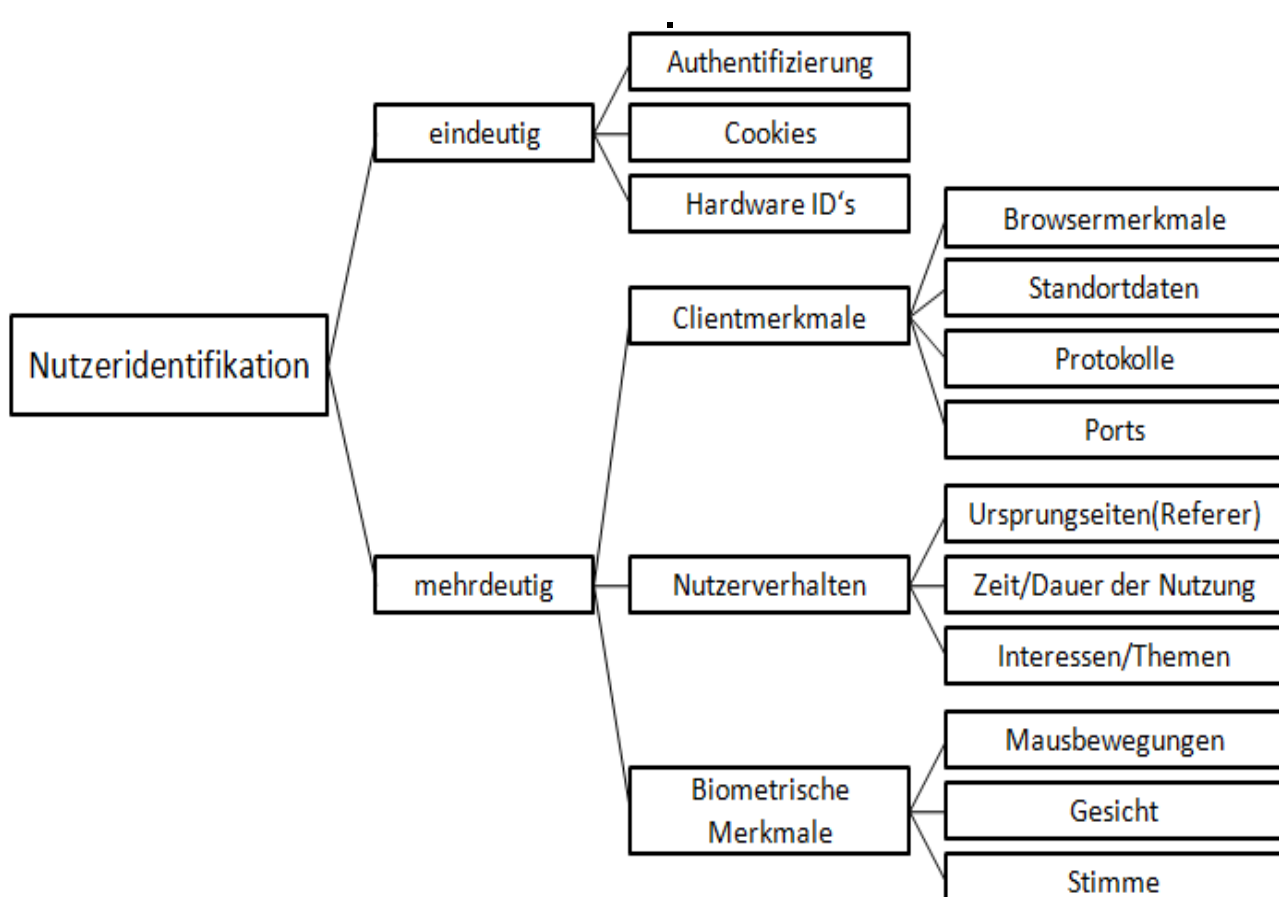 Nutzeridentifikation
eindeutig
Authentifizierung
Cookies
Hardware ID‘s
mehrdeutig
Clientmerkmale
Browsermerkmale
Standortdaten
Protokolle
Ports
Nutzerverhalten
Ursprungseiten(Referer)
Zeit/Dauer der Nutzung
Interessen/Themen
Biometrische
Merkmale
Mausbewegungen
Gesicht
Stimme